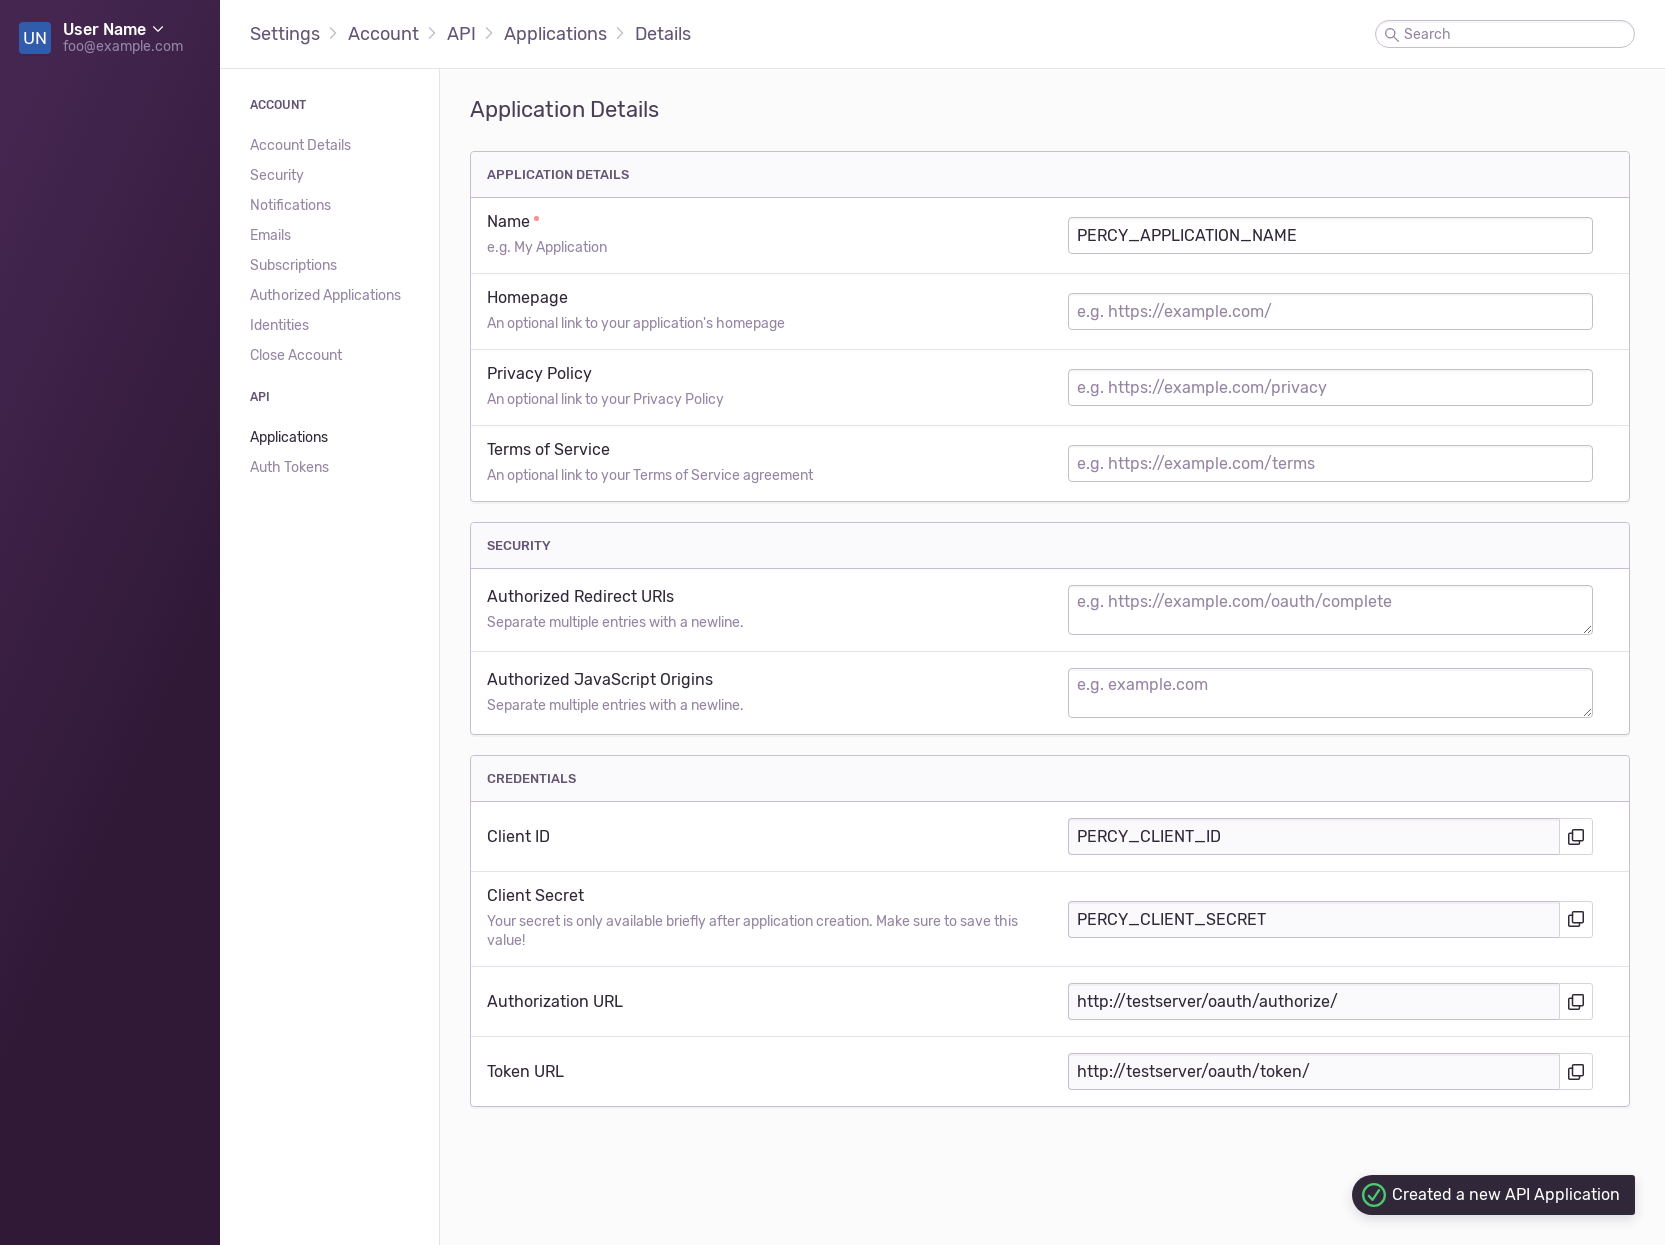 UN
User Name
foo@example.com
Settings
Account
API
Applications
Details
Search
ACCOUNT
Account Details
Security
Notifications
Emails
Subscriptions
Authorized Applications
Identities
Close Account
API
Applications
Auth Tokens
Application Details
APPLICATION DETAILS
Name
e.g. My Application
PERCY_APPLICATION_NAME
Homepage
An optional link to your application's homepage
e.g. https://example.com/
Privacy Policy
An optional link to your Privacy Policy
e.g. https://example.com/privacy
Terms of Service
An optional link to your Terms of Service agreement
e.g. https://example.com/terms
SECURITY
Authorized Redirect URIs
Separate multiple entries with a newline.
e.g. https://example.com/oauth/complete
Authorized JavaScript Origins
Separate multiple entries with a newline.
e.g. example.com
CREDENTIALS
Client ID
PERCY_CLIENT_ID
Client Secret
Your secret is only available briefly after application creation. Make sure to save this
value!
PERCY_CLIENT_SECRET
Authorization URL
http://testserver/oauth/authorize/
Token URL
http://testserver/oauth/token/
Created a new API Application